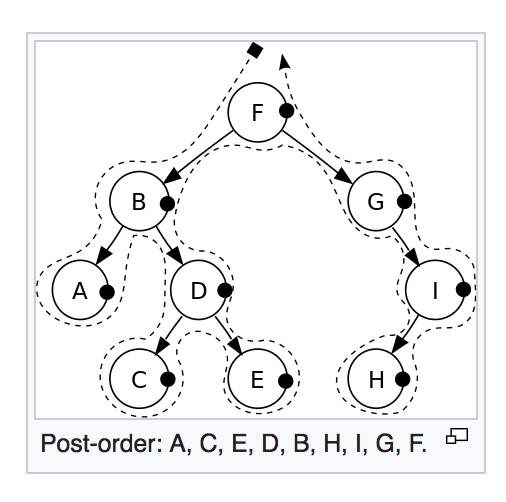 F
B
G
A
D
I
C
E
H
Post-order: A, C, E, D, B, H, I, G, F.